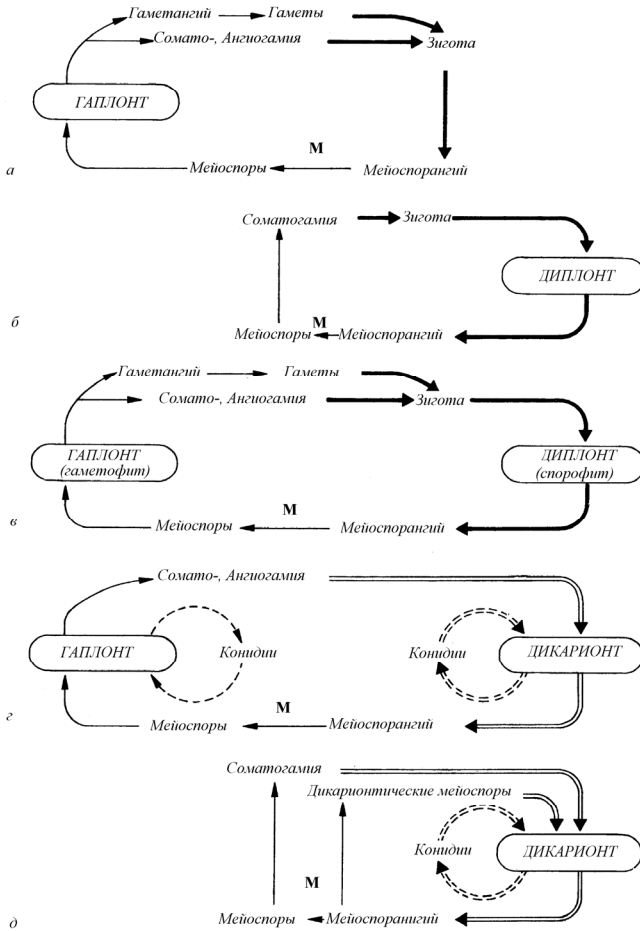 Гаметангий Гаметы
Сомато-, Ангиогамия Зигота
ГАПЛОНТ
М
а Мейоспоры Мейоспорангий
Соматогамия Зигота
ДИПЛОНТ
М
б Мейоспоры Мейоспорангий
Гаметангий Гаметы
Сомато-, Ангиогамия Зигота
ГАПЛОНТ ДИПЛОНТ
(гаметофит) (спорофит)
М
в Мейоспоры Мейоспорангий
Сомато-, Ангиогамия
ГАПЛОНТ Конидии Конидии ДИКАРИОНТ
М
г Мейоспоры Мейоспорангий
Соматогамия
Дикарионтические мейоспоры
Конидии ДИКАРИОНТ
М
д Мейоспоры Мейоспоранигий